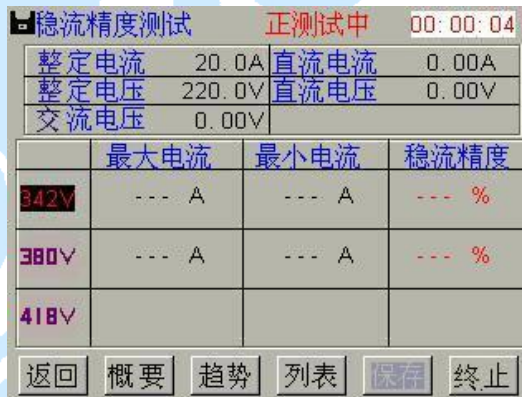 稳流精度测试 正测试中 00:00:04
整定电流 20.0A 直流电流 0.00A
整定电压 220.0V 直流电压 0.00V
交流电压 0.00V
最大电流 最小电流 稳流精度
342V --- A --- A --- %
380V --- A --- A --- %
418V
返回 概要 趋势 列表 保存 终止